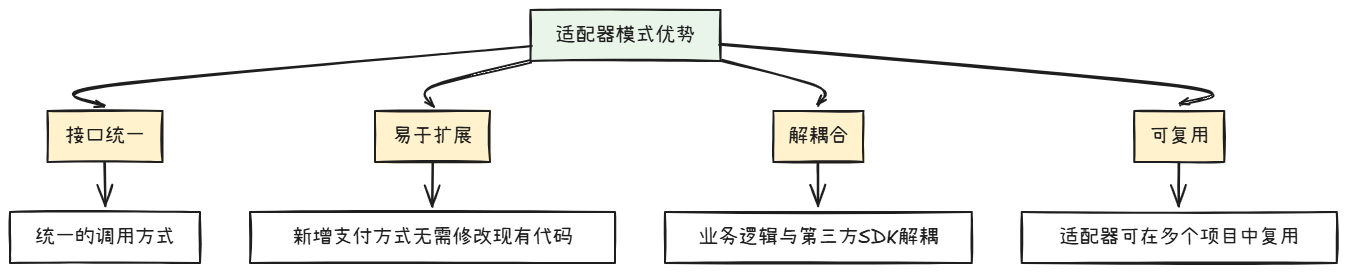 适配器模式优势
接口统一
易于扩展
解耦合
可复用
统一的调用方式
新增支付方式无需修改现有代码
业务逻辑与第三方SDK解耦
适配器可在多个项目中复用